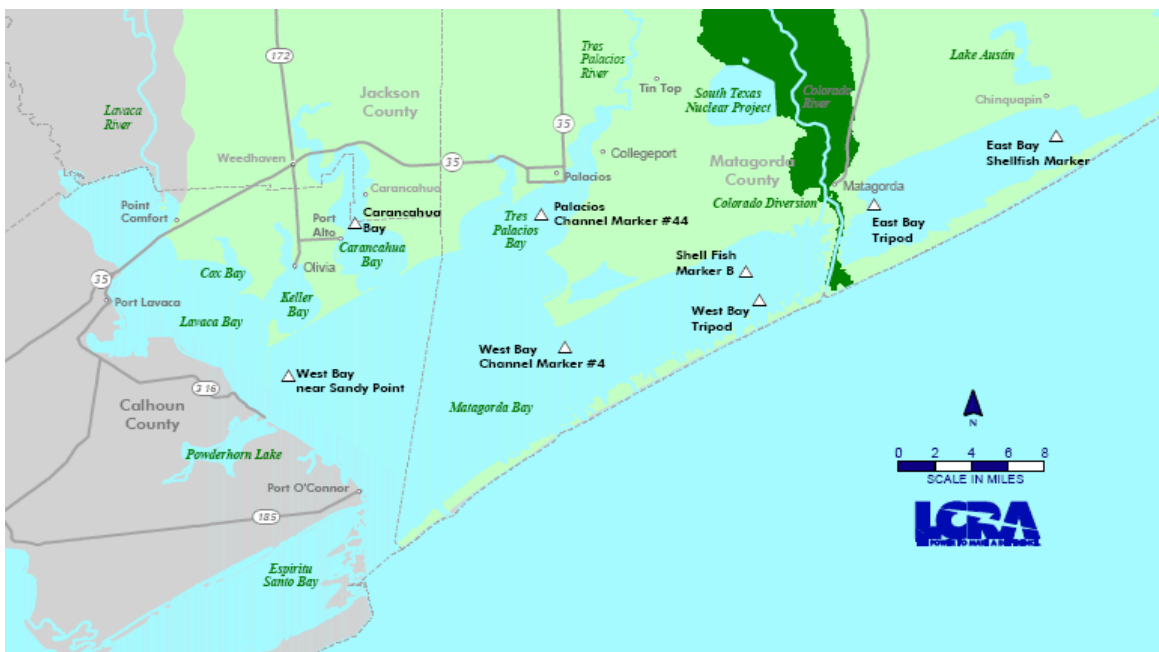 172
Jackson
County
Lavaca
River
Tres
Palacios
River
Tin Top
South Texas
Nuclear Project
Colorado
River
Lake Austin
Chinquapin
East Bay
Shellfish Marker
Weedhaven
35
35
Collegeport
Palacios
Matagorda
County
Matagorda
Colorado Diversion
Carancahua
Point
Comfort
Port
Alto
Carancahua
Bay
Carancahua
Bay
Tres
Palacios
Bay
Palacios
Channel Marker #44
East Bay
Tripod
Shell Fish
Marker B
Cox Bay
Olivia
Keller
Bay
35
Port Lavaca
Lavaca Bay
West Bay
Tripod
West Bay
Channel Marker #4
West Bay
near Sandy Point
316
Calhoun
County
Matagorda Bay
Powderhorn Lake
Port O'Connor
185
Espiritu
Santo Bay
N
0 2 4 6 8
SCALE IN MILES
LCRA
POWER TO MAKE A DIFFERENCE